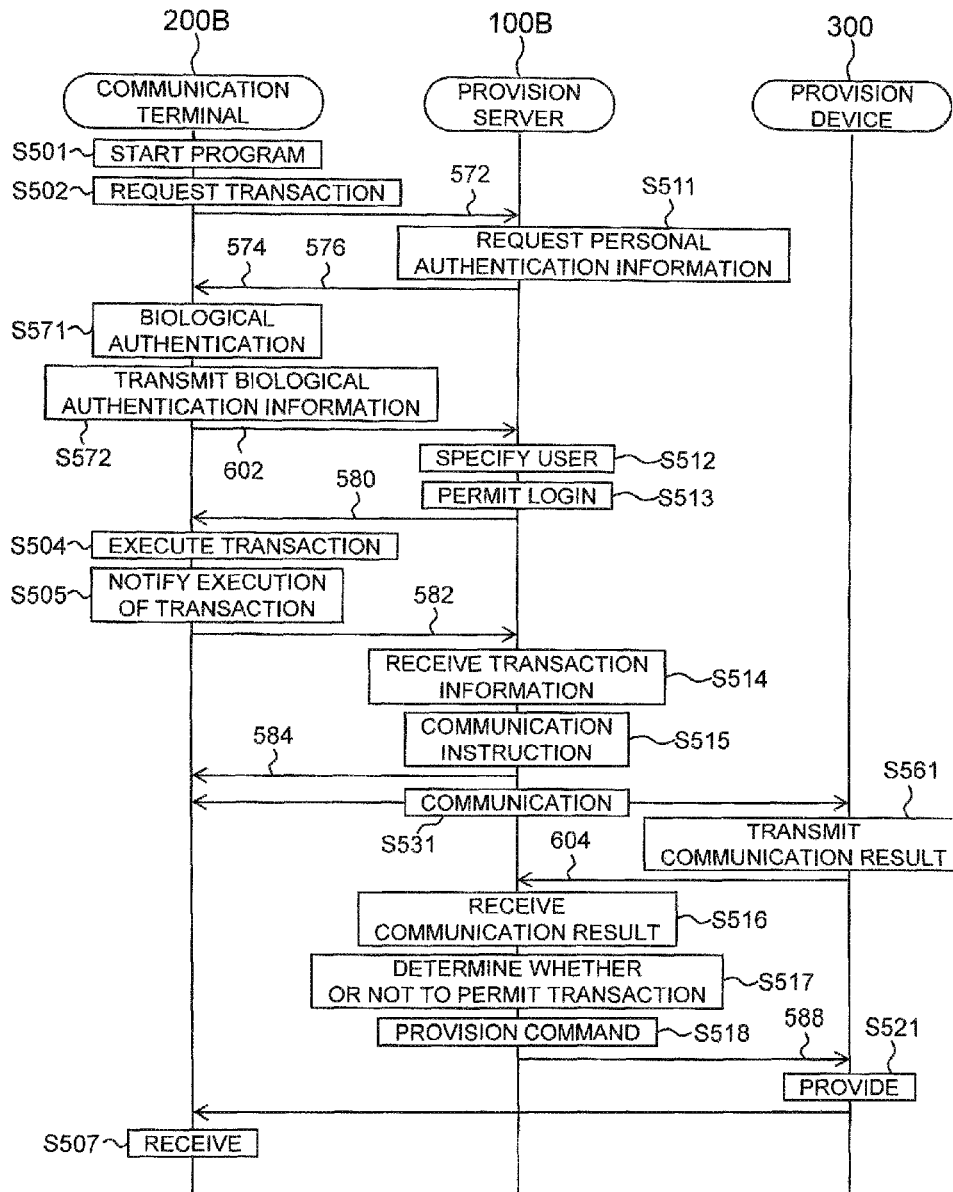 200B
100B
300
COMMUNICATION
TERMINAL
PROVISION
SERVER
PROVISION
DEVICE
S501
START PROGRAM
S502
REQUEST TRANSACTION
572
S511
REQUEST PERSONAL
AUTHENTICATION INFORMATION
574
576
S571
BIOLOGICAL
AUTHENTICATION
TRANSMIT BIOLOGICAL
AUTHENTICATION INFORMATION
S572
602
SPECIFY USER
S512
580
PERMIT LOGIN
S513
S504
EXECUTE TRANSACTION
S505
NOTIFY EXECUTION
OF TRANSACTION
582
RECEIVE TRANSACTION
INFORMATION
S514
COMMUNICATION
INSTRUCTION
S515
584
S561
COMMUNICATION
S531
TRANSMIT
COMMUNICATION RESULT
604
RECEIVE
COMMUNICATION RESULT
S516
DETERMINE WHETHER
OR NOT TO PERMIT TRANSACTION
S517
PROVISION COMMAND
S518
588
S521
PROVIDE
S507
RECEIVE